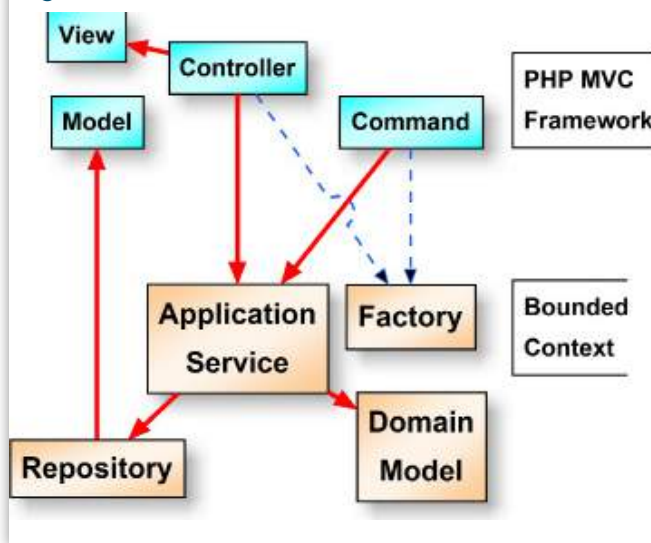 View
Controller
Model
Command
PHP MVC
Framework
Application
Service
Factory
Bounded
Context
Repository
Domain
Model